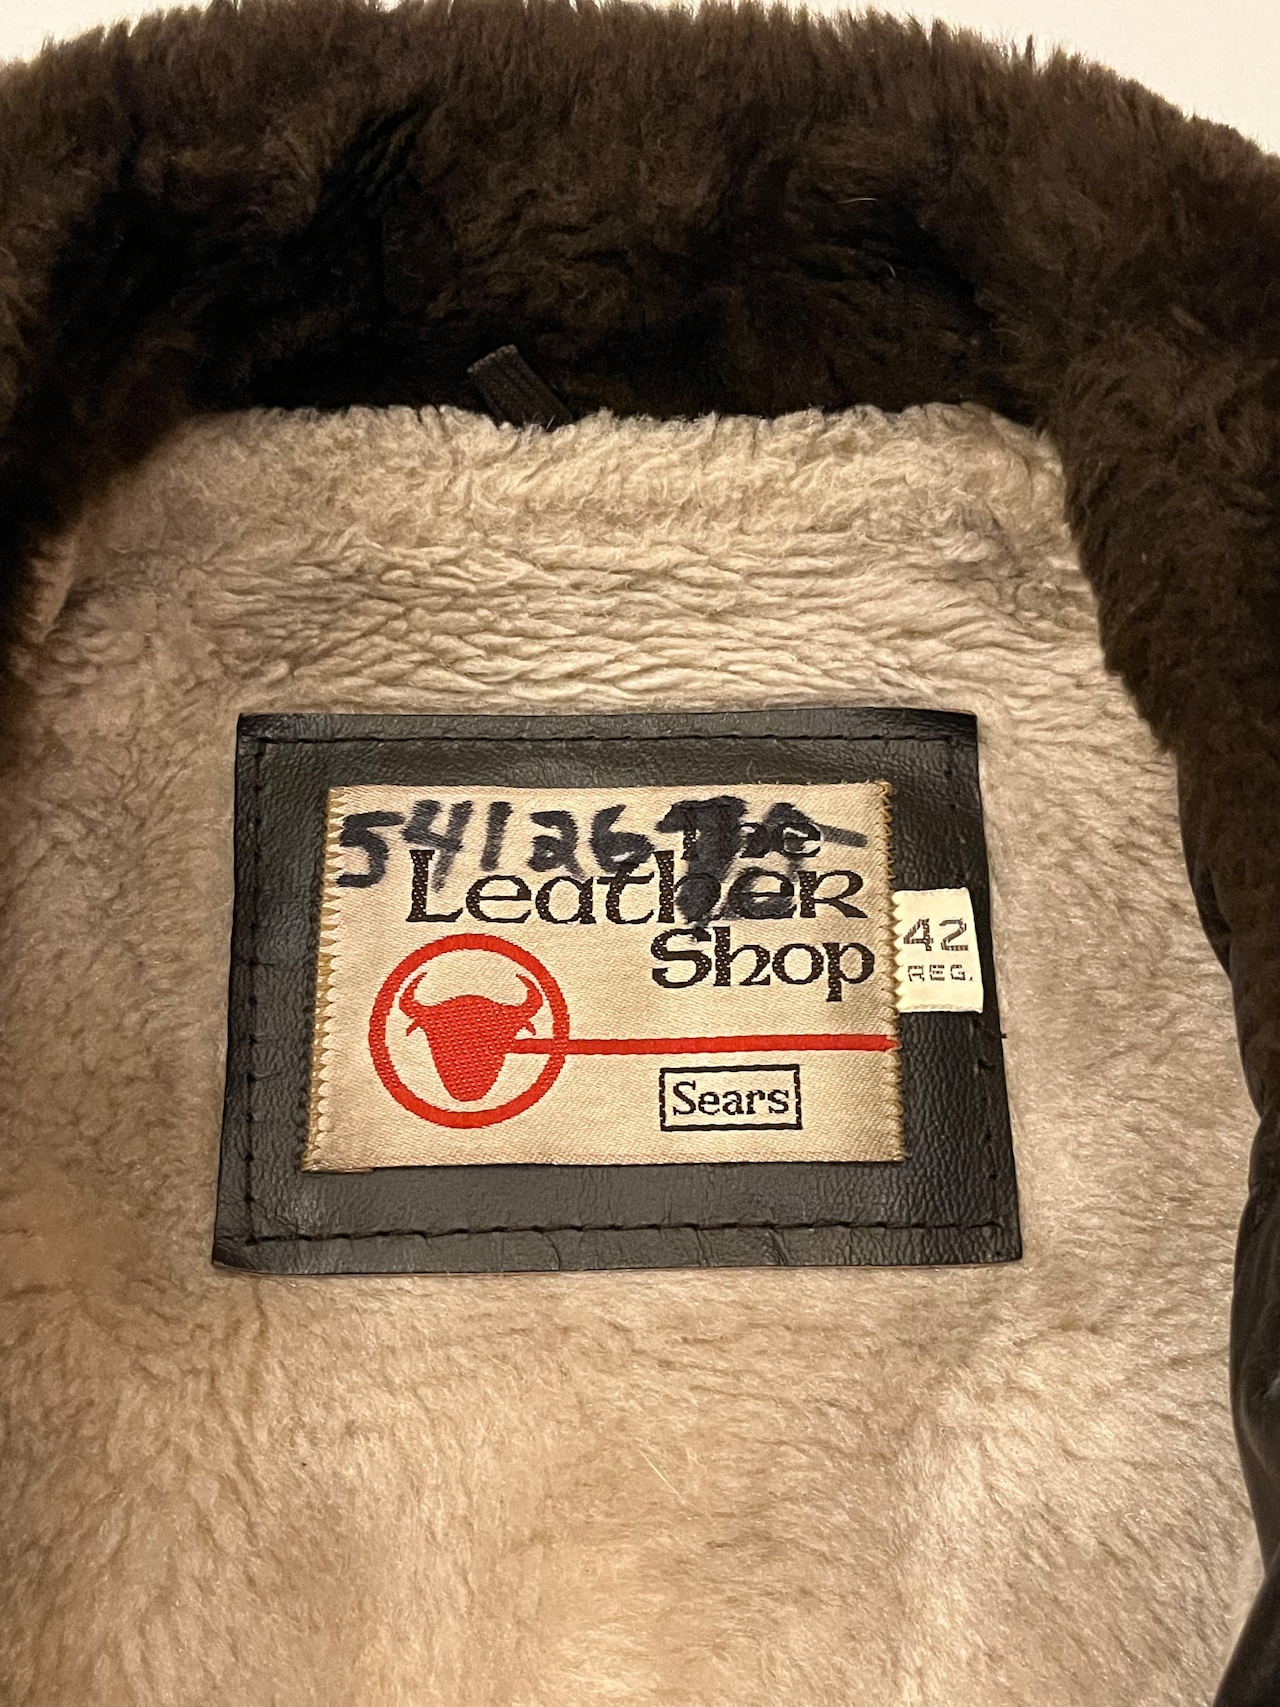 54126
The
Leather
Shop
42
REG.
Sears